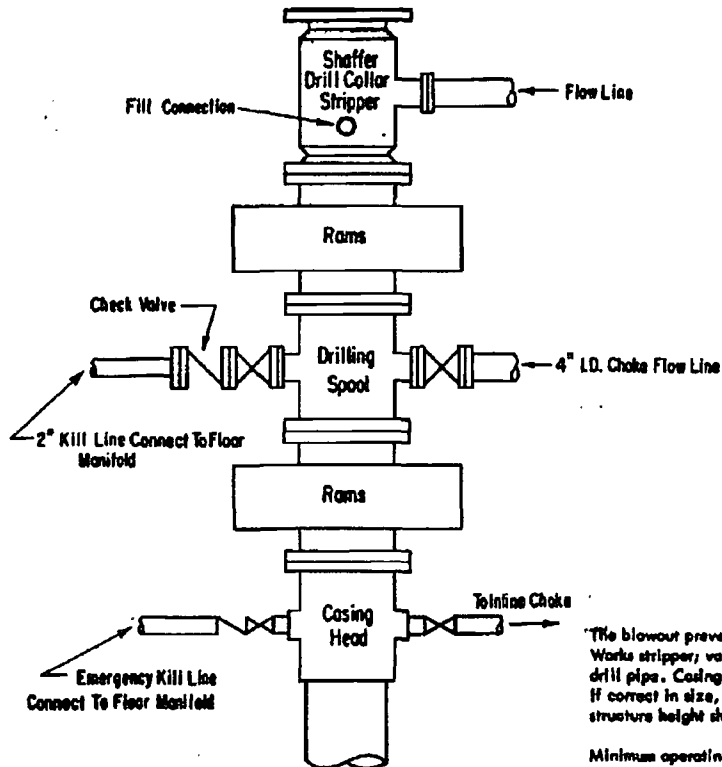 Shaffer
Drill Collar
Stripper
Fill Connection
Flow Line
Rams
Check Valve
Drilling
Spool
4" I.D. Choke Flow Line
2" Kill Line Connect To Floor
Manifold
Rams
Casing
Head
To Inline Choke
Emergency Kill Line
Connect To Floor Manifold
The blowout preve
Works stripper; va
drill pipe. Casing
If correct in size,
structure height sh
Minimum operatin